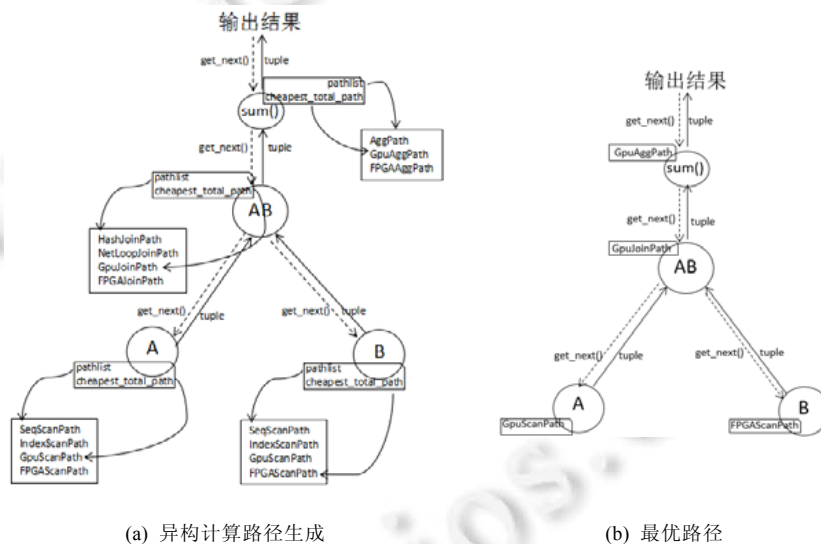 输出结果
get_next()
tuple
pathlist
cheapest_total_path
sum()
AggPath
GpuAggPath
FPGAAggPath
get_next()
tuple
pathlist
cheapest_total_path
AB
HashJoinPath
NetLoopJoinPath
GpuJoinPath
FPGAJoinPath
get_next()
tuple
get_next()
tuple
A
B
pathlist
cheapest_total_path
pathlist
cheapest_total_path
SeqScanPath
IndexScanPath
GpuScanPath
FPGAScanPath
SeqScanPath
IndexScanPath
GpuScanPath
FPGAScanPath
(a) 异构计算路径生成
输出结果
get_next()
tuple
GpuAggPath
sum()
get_next()
tuple
GpuJoinPath
AB
get_next()
tuple
get_next()
tuple
A
GpuScanPath
B
FPGAScanPath
(b) 最优路径